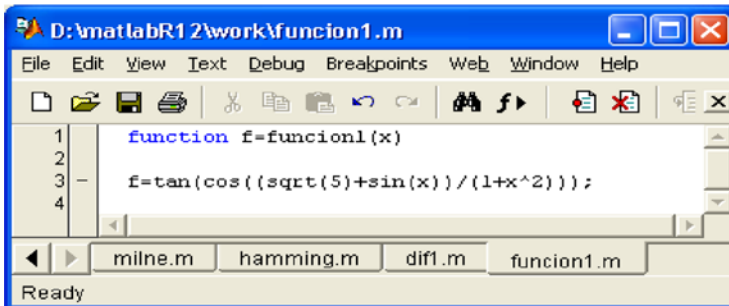 D:\matlabR12\work\funcion1.m
File Edit View Text Debug Breakpoints Web Window Help
1 function f=funcion1(x)
2
3 - f=tan(cos((sqrt(5)+sin(x))/(1+x^2)));
4
milne.m hamming.m dif1.m funcion1.m
Ready